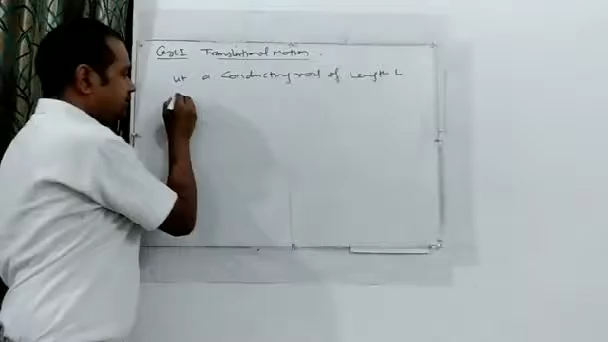 Case I Translational motion.
Let a Conducting rod of Length L